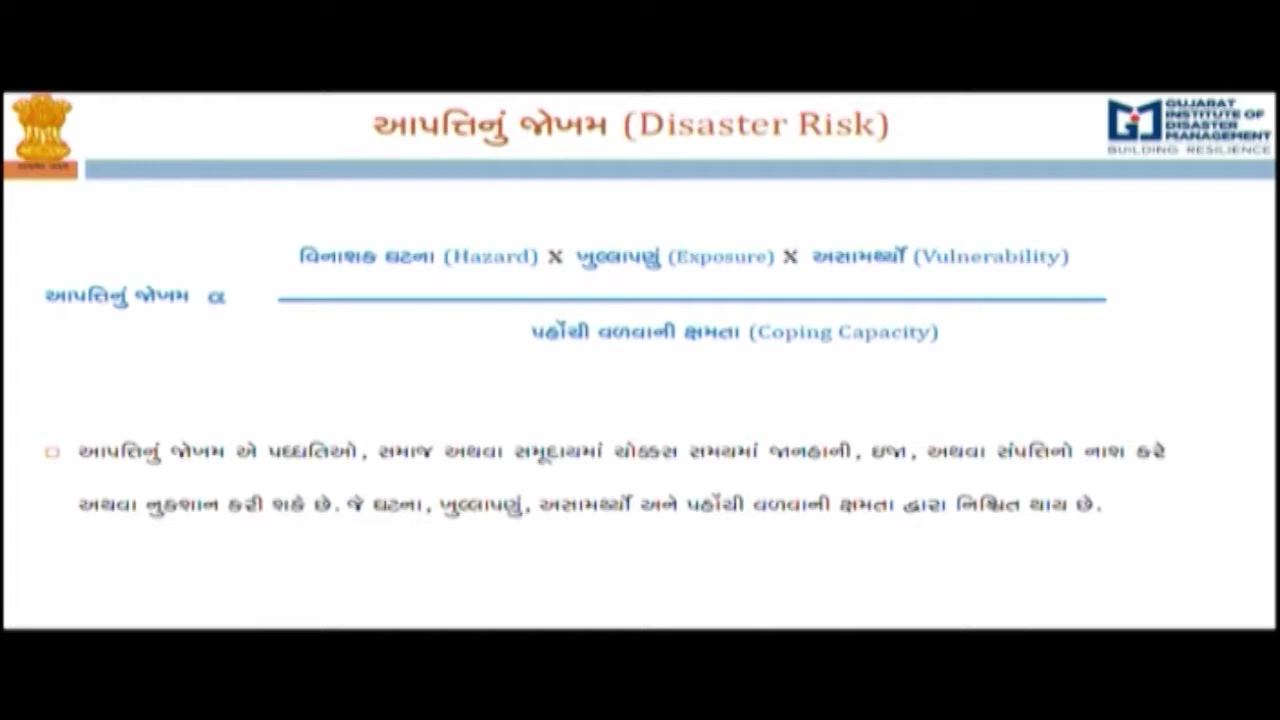 આપત્તિનું જોખમ (Disaster Risk)
GUJARAT
INSTITUTE OF
DISASTER
MANAGEMENT
BUILDING RESILIENCE
વિનાશક ઘટના (Hazard) X ખુલ્લાપણું (Exposure) X અસામર્થ્યો (Vulnerability)
આપત્તિનું જોખમ α
પહોંચી વળવાની ક્ષમતા (Coping Capacity)
આપત્તિનું જોખમ એ પધ્ધતિઓ, સમાજ અથવા સમૂદાયમાં ચોક્કસ સમયમાં જાનહાની, ઇજા, અથવા સંપત્તિનો નાશ કરે
અથવા નુકશાન કરી શકે છે. જે ઘટના, ખુલ્લાપણું, અસામર્થ્યો અને પહોંચી વળવાની ક્ષમતા દ્વારા નિશ્ચિત થાય છે.